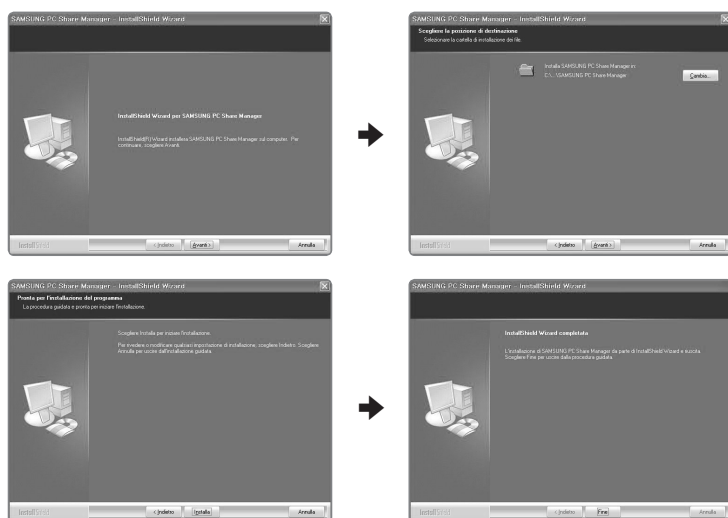 SAMSUNG PC Share Manager - InstallShield Wizard
InstallShield Wizard per SAMSUNG PC Share Manager
InstallShield(R) Wizard installera SAMSUNG PC Share Manager sul computer. Per
continuare, scegliere Avanti.
InstallShield
< Indietro Avanti > Annulla
SAMSUNG PC Share Manager - InstallShield Wizard
Scegliere la posizione di destinazione
Selezionare la cartella di installazione dei file.
Installa SAMSUNG PC Share Manager in:
C:\...\SAMSUNG PC Share Manager
Cambia...
InstallShield
< Indietro Avanti > Annulla
SAMSUNG PC Share Manager - InstallShield Wizard
Pronta per l'installazione del programma
La procedura guidata e pronta per iniziare l'installazione.
Scegliere Installa per iniziare l'installazione.
Per rivedere o modificare qualsiasi impostazione di installazione, scegliere Indietro. Scegliere
Annulla per uscire dall'installazione guidata.
InstallShield
< Indietro Installa Annulla
SAMSUNG PC Share Manager - InstallShield Wizard
InstallShield Wizard completata
L'installazione di SAMSUNG PC Share Manager da parte di InstallShield Wizard e riuscita.
Scegliere Fine per uscire dalla procedura guidata.
InstallShield
< Indietro Fine Annulla